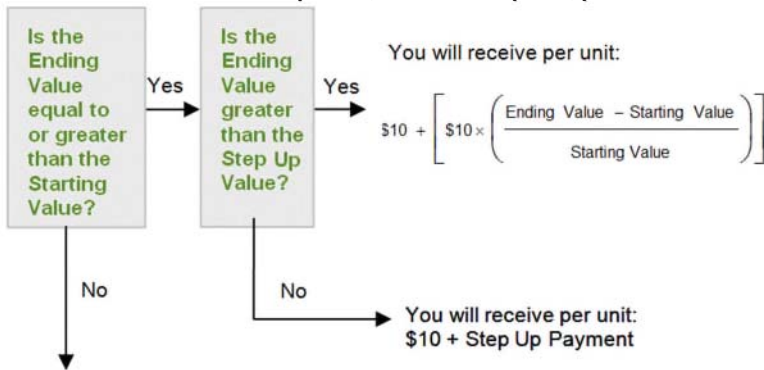 Is the
Ending
Value
equal to
or greater
than the
Starting
Value?
Yes
Is the
Ending
Value
greater
than the
Step Up
Value?
Yes
You will receive per unit:
$10 + [ $10 × ( Ending Value – Starting Value
Starting Value ) ]
No
No
You will receive per unit:
$10 + Step Up Payment